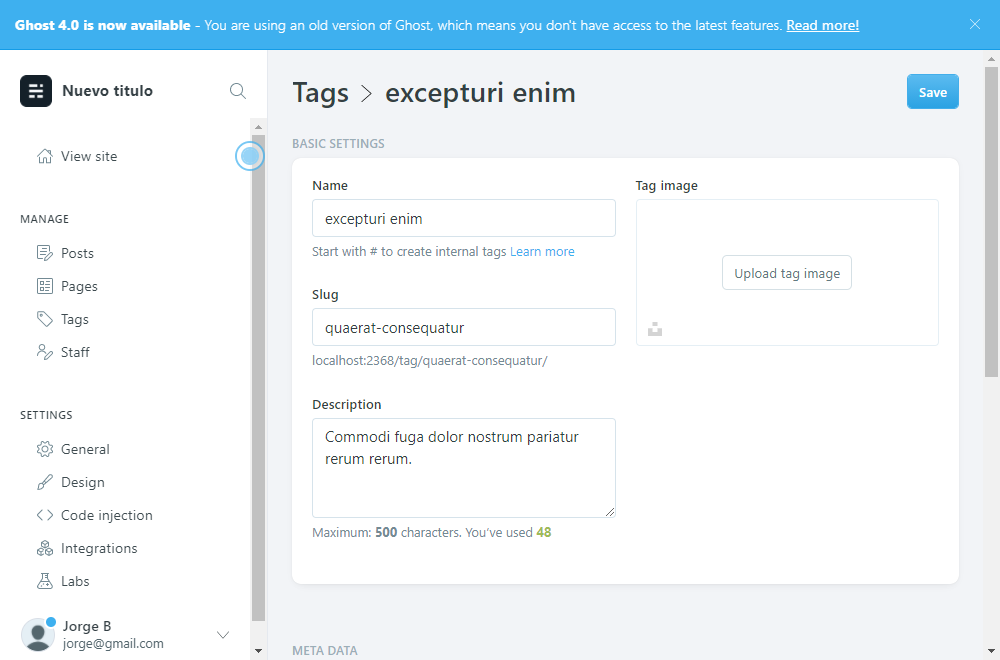 Ghost 4.0 is now available - You are using an old version of Ghost, which means you don't have access to the latest features. Read more!
Nuevo titulo
View site
MANAGE
Posts
Pages
Tags
Staff
SETTINGS
General
Design
Code injection
Integrations
Labs
Jorge B
jorge@gmail.com
Tags > excepturi enim
Save
BASIC SETTINGS
Name
excepturi enim
Start with # to create internal tags Learn more
Slug
quaerat-consequatur
localhost:2368/tag/quaerat-consequatur/
Description
Commodi fuga dolor nostrum pariatur
rerum rerum.
Maximum: 500 characters. You’ve used 48
Tag image
Upload tag image
META DATA